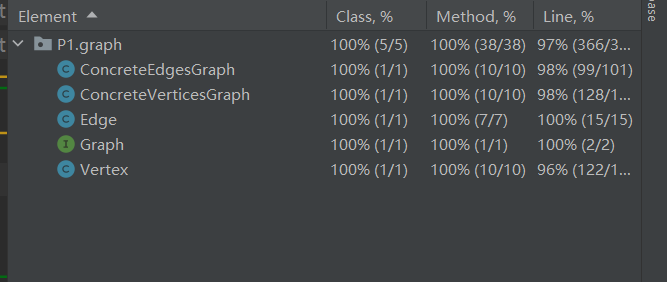 Element Class, % Method, % Line, %
P1.graph 100% (5/5) 100% (38/38) 97% (366/3...
ConcreteEdgesGraph 100% (1/1) 100% (10/10) 98% (99/101)
ConcreteVerticesGraph 100% (1/1) 100% (10/10) 98% (128/1...
Edge 100% (1/1) 100% (7/7) 100% (15/15)
Graph 100% (1/1) 100% (1/1) 100% (2/2)
Vertex 100% (1/1) 100% (10/10) 96% (122/1...